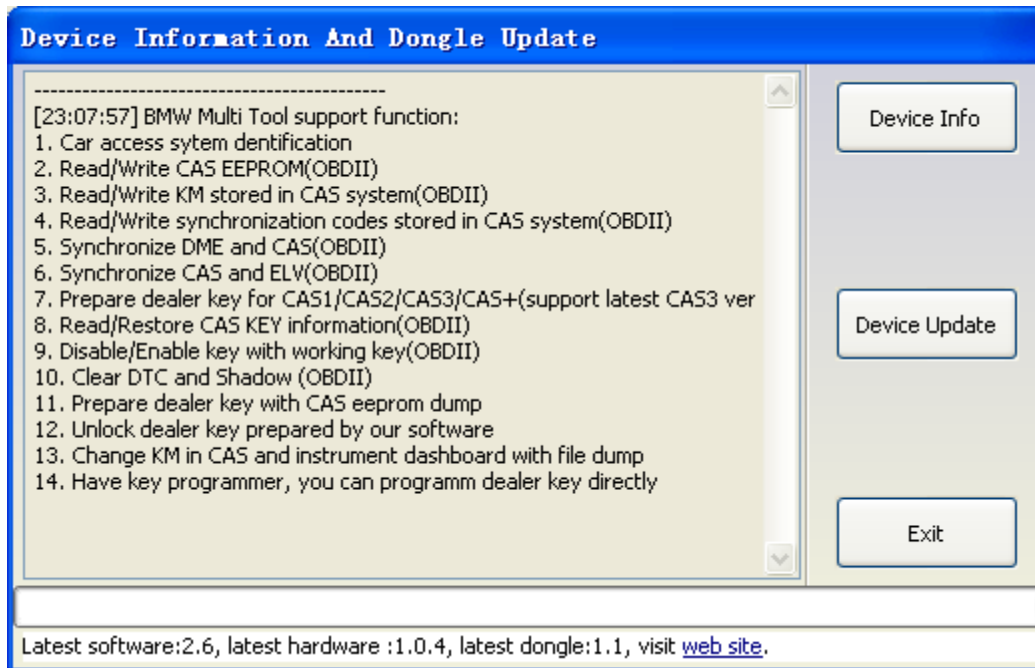 Device Information And Dongle Update
--------------------------------------------
[23:07:57] BMW Multi Tool support function:
1. Car access sytem dentification
2. Read/Write CAS EEPROM(OBDII)
3. Read/Write KM stored in CAS system(OBDII)
4. Read/Write synchronization codes stored in CAS system(OBDII)
5. Synchronize DME and CAS(OBDII)
6. Synchronize CAS and ELV(OBDII)
7. Prepare dealer key for CAS1/CAS2/CAS3/CAS+(support latest CAS3 ver
8. Read/Restore CAS KEY information(OBDII)
9. Disable/Enable key with working key(OBDII)
10. Clear DTC and Shadow (OBDII)
11. Prepare dealer key with CAS eeprom dump
12. Unlock dealer key prepared by our software
13. Change KM in CAS and instrument dashboard with file dump
14. Have key programmer, you can programm dealer key directly
Device Info
Device Update
Exit
Latest software:2.6, latest hardware :1.0.4, latest dongle:1.1, visit web site.